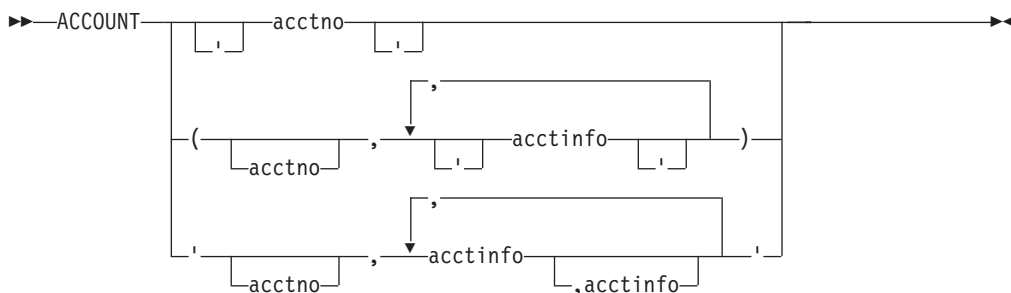 ACCOUNT acctno
' '
,
( , acctinfo )
acctno ' '
,
' , acctinfo '
acctno ,acctinfo